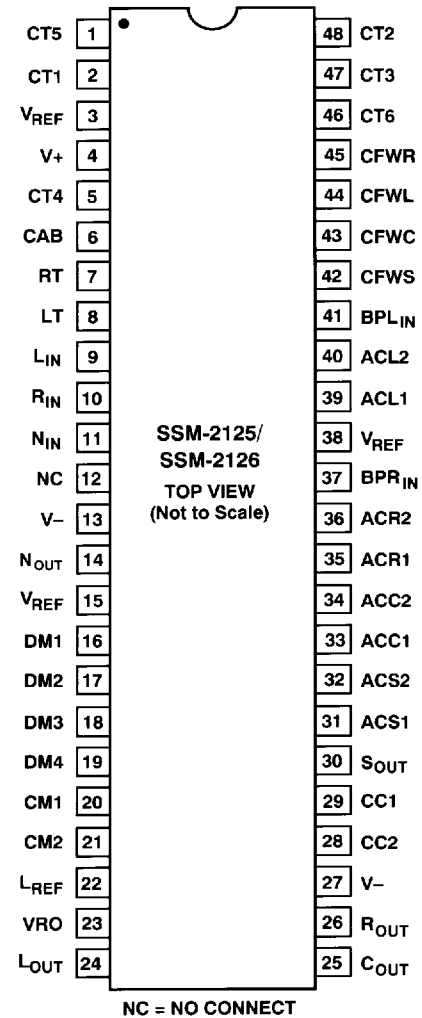 CT5 1 48 CT2
CT1 2 47 CT3
VREF 3 46 CT6
V+ 4 45 CFWR
CT4 5 44 CFWL
CAB 6 43 CFWC
RT 7 42 CFWS
LT 8 41 BPLIN
LIN 9 40 ACL2
RIN 10 39 ACL1
NIN 11 38 VREF
NC 12 37 BPRIN
V– 13 36 ACR2
NOUT 14 35 ACR1
VREF 15 34 ACC2
DM1 16 33 ACC1
DM2 17 32 ACS2
DM3 18 31 ACS1
DM4 19 30 SOUT
CM1 20 29 CC1
CM2 21 28 CC2
LREF 22 27 V–
VRO 23 26 ROUT
LOUT 24 25 COUT
SSM-2125/
SSM-2126
TOP VIEW
(Not to Scale)
NC = NO CONNECT